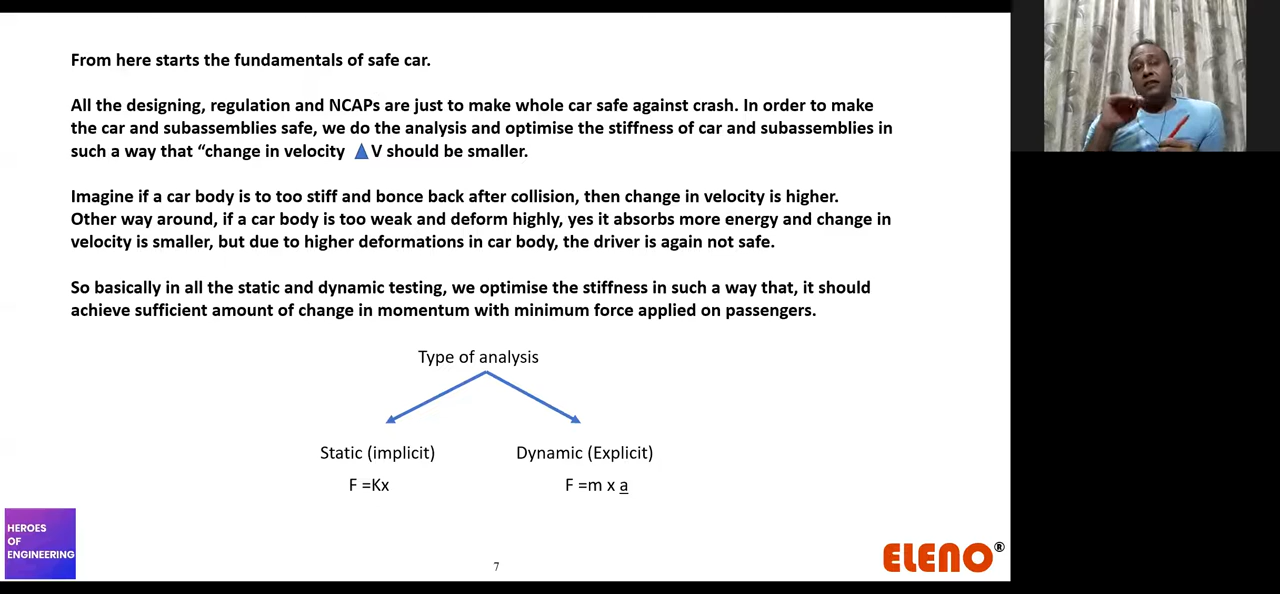 From here starts the fundamentals of safe car.
All the designing, regulation and NCAPs are just to make whole car safe against crash. In order to make
the car and subassemblies safe, we do the analysis and optimise the stiffness of car and subassemblies in
such a way that “change in velocity ▲V should be smaller.
Imagine if a car body is to too stiff and bonce back after collision, then change in velocity is higher.
Other way around, if a car body is too weak and deform highly, yes it absorbs more energy and change in
velocity is smaller, but due to higher deformations in car body, the driver is again not safe.
So basically in all the static and dynamic testing, we optimise the stiffness in such a way that, it should
achieve sufficient amount of change in momentum with minimum force applied on passengers.
Type of analysis
Static (implicit) Dynamic (Explicit)
F =Kx F =m x a
HEROES
OF
ENGINEERING
7
ELENO®